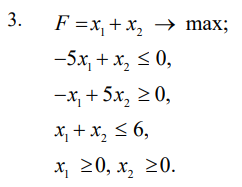 3. F = x₁ + x₂ → max;
−5x₁ + x₂ ≤ 0,
−x₁ + 5x₂ ≥ 0,
x₁ + x₂ ≤ 6,
x₁ ≥ 0, x₂ ≥ 0.